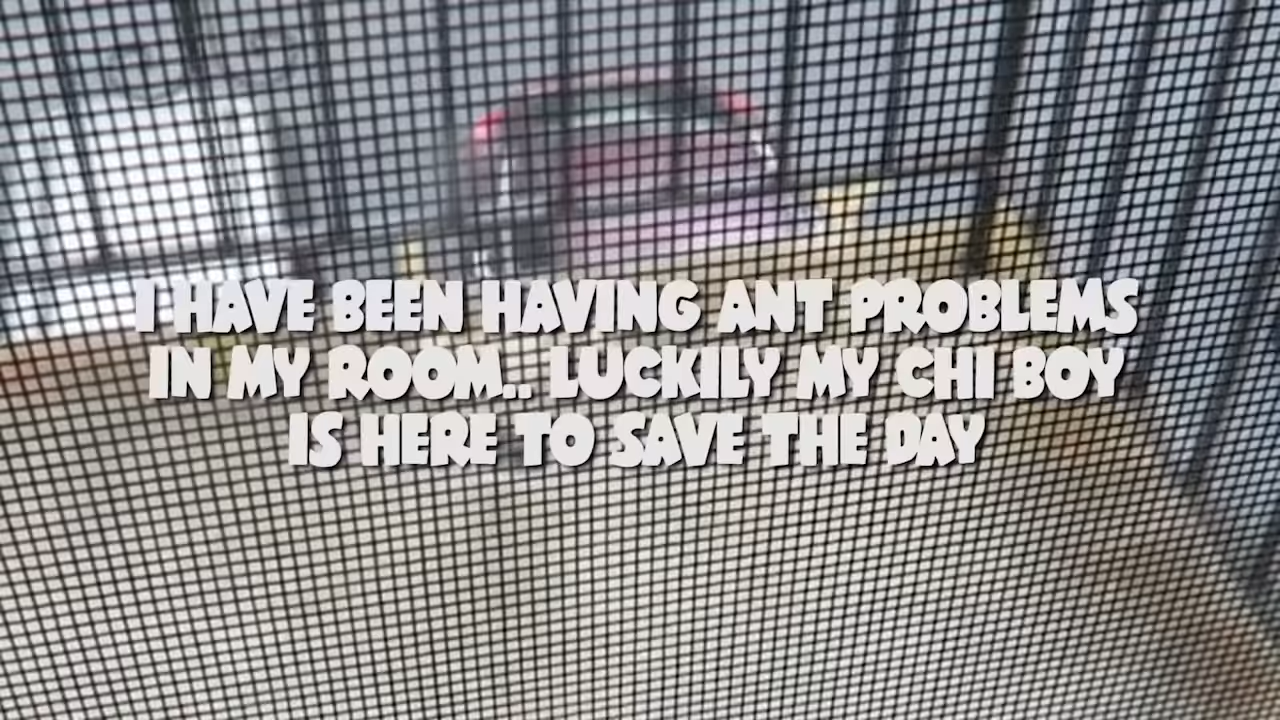 I HAVE BEEN HAVING ANT PROBLEMS
IN MY ROOM.. LUCKILY MY CHI BOY
IS HERE TO SAVE THE DAY